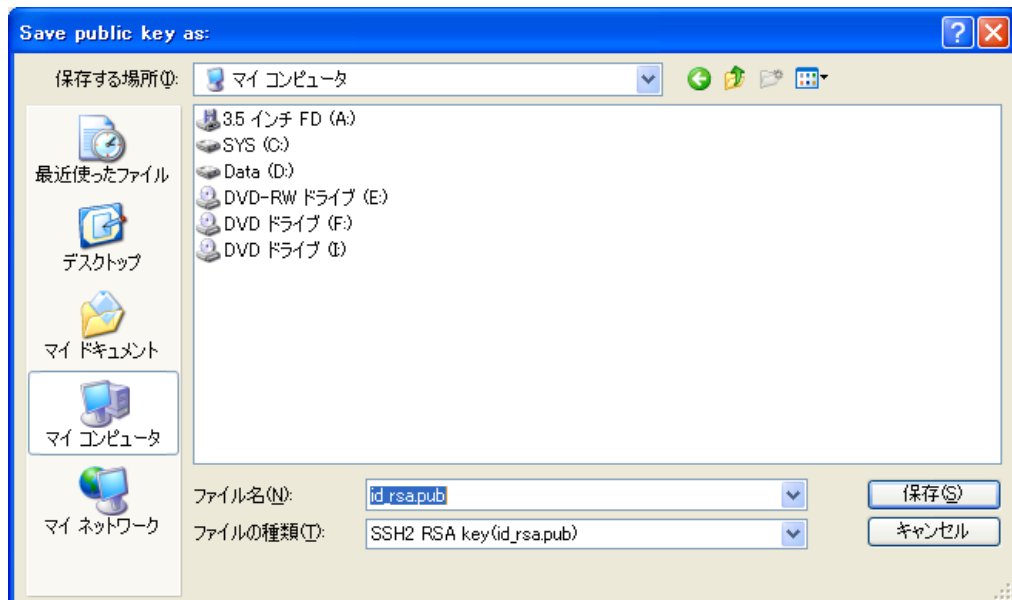 Save public key as:
保存する場所(I):
マイ コンピュータ
最近使ったファイル
デスクトップ
マイ ドキュメント
マイ コンピュータ
マイ ネットワーク
3.5 インチ FD (A:)
SYS (C:)
Data (D:)
DVD-RW ドライブ (E:)
DVD ドライブ (F:)
DVD ドライブ (I:)
ファイル名(N):
id_rsa.pub
保存(S)
ファイルの種類(T):
SSH2 RSA key(id_rsa.pub)
キャンセル